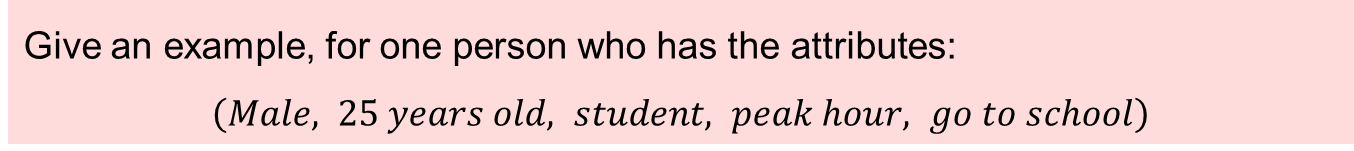 Give an example, for one person who has the attributes:
(Male, 25 years old, student, peak hour, go to school)